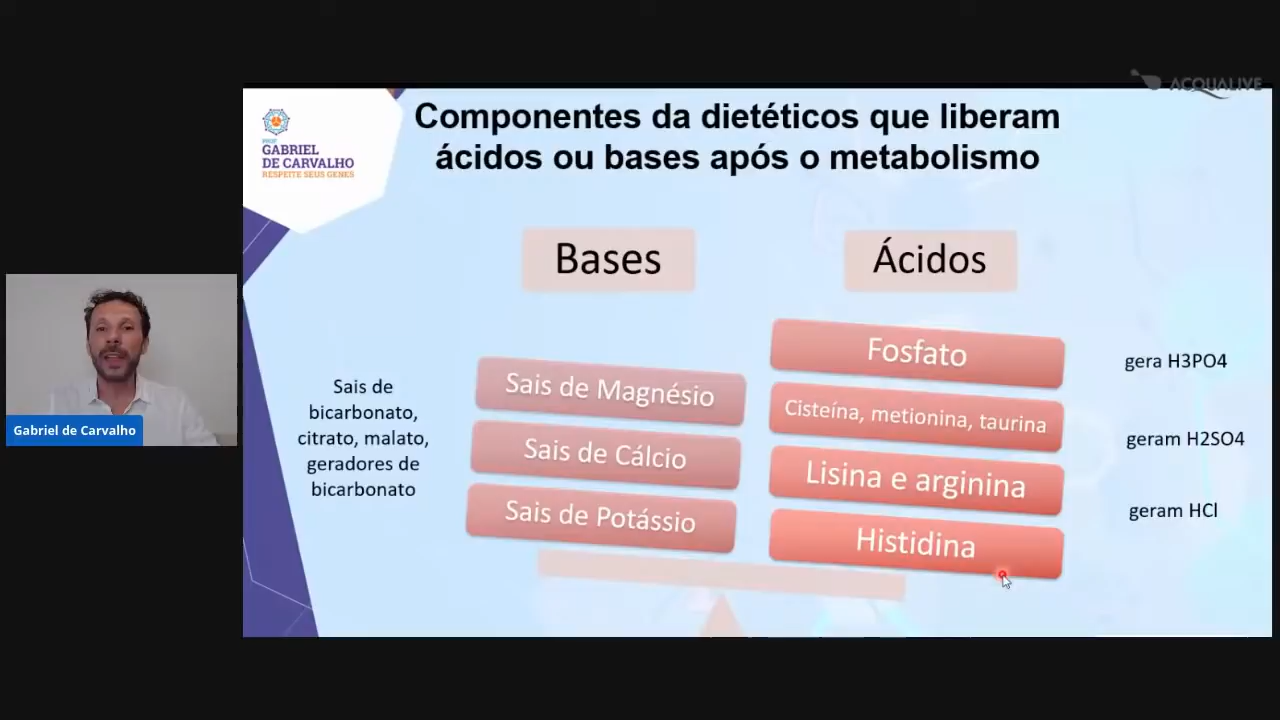 ACQUALIVE
PROF.
GABRIEL
DE CARVALHO
RESPEITE SEUS GENES
Componentes da dietéticos que liberam
ácidos ou bases após o metabolismo
Bases
Ácidos
Sais de
bicarbonato,
citrato, malato,
geradores de
bicarbonato
Sais de Magnésio
Sais de Cálcio
Sais de Potássio
Fosfato
Cisteína, metionina, taurina
Lisina e arginina
Histidina
gera H3PO4
geram H2SO4
geram HCl
Gabriel de Carvalho